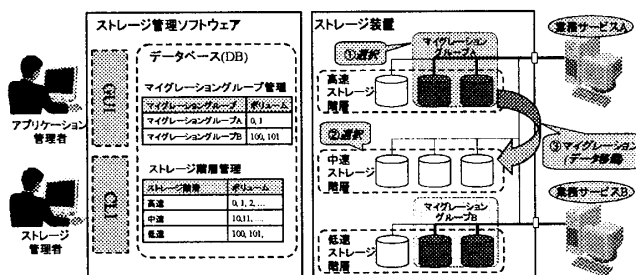 ストレージ管理ソフトウェア
データベース(DB)
マイグレーショングループ管理
マイグレーショングループ ボリューム
マイグレーショングループA 0, 1
マイグレーショングループB 100, 101
ストレージ階層管理
ストレージ階層 ボリューム
高速 0, 1, 2, ...
中速 10,11, ...
低速 100, 101,
GUI
CLI
アプリケーション
管理者
ストレージ
管理者
ストレージ装置
①選択
マイグレーション
グループA
高速
ストレージ
階層
②選択
中速
ストレージ
階層
③マイグレーション
(データ移動)
マイグレーション
グループB
低速
ストレージ
階層
業務サービスA
業務サービスB